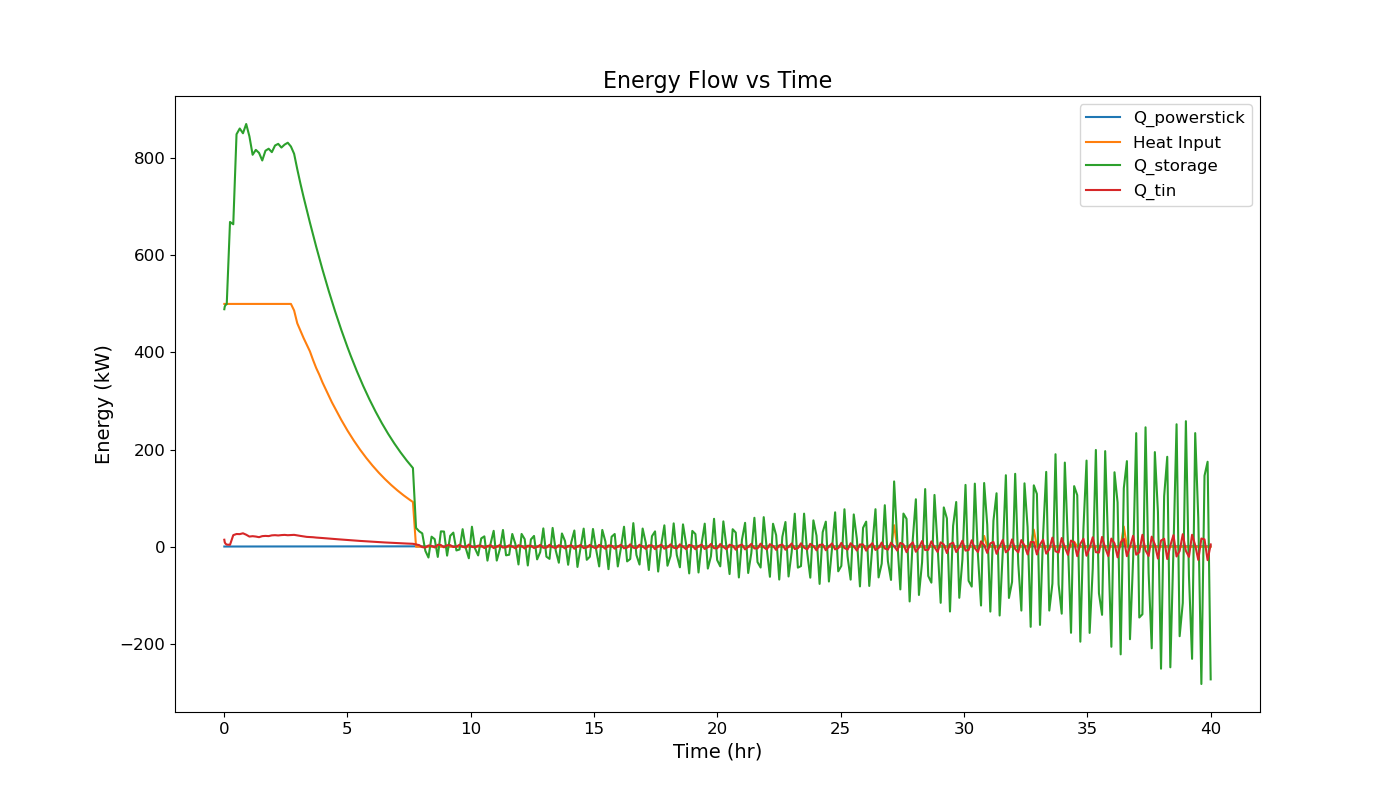 Energy Flow vs Time
Q_powerstick
Heat Input
Q_storage
Q_tin
Energy (kW)
800
600
400
200
0
−200
0 5 10 15 20 25 30 35 40
Time (hr)